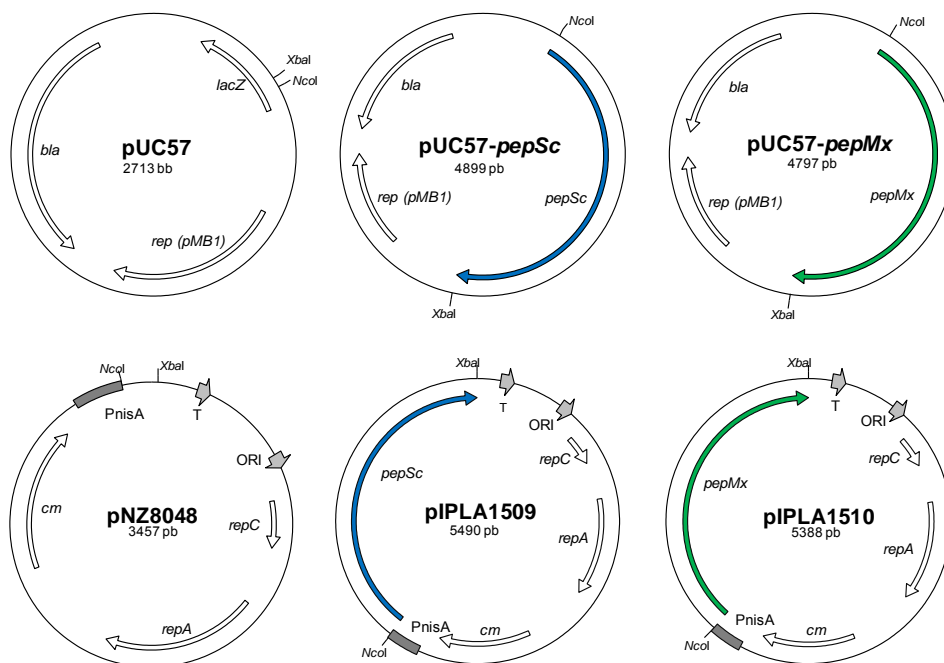 XbaI
NcoI
lacZ
bla
pUC57
2713 bb
rep (pMB1)
NcoI
bla
pUC57-pepSc
4899 pb
rep (pMB1)
pepSc
XbaI
NcoI
bla
pUC57-pepMx
4797 pb
rep (pMB1)
pepMx
XbaI
NcoI
XbaI
PnisA
T
ORI
cm
pNZ8048
3457 pb
repC
repA
XbaI
T
ORI
repC
pepSc
pIPLA1509
5490 pb
repA
PnisA
cm
NcoI
XbaI
T
ORI
repC
pepMx
pIPLA1510
5388 pb
repA
PnisA
cm
NcoI